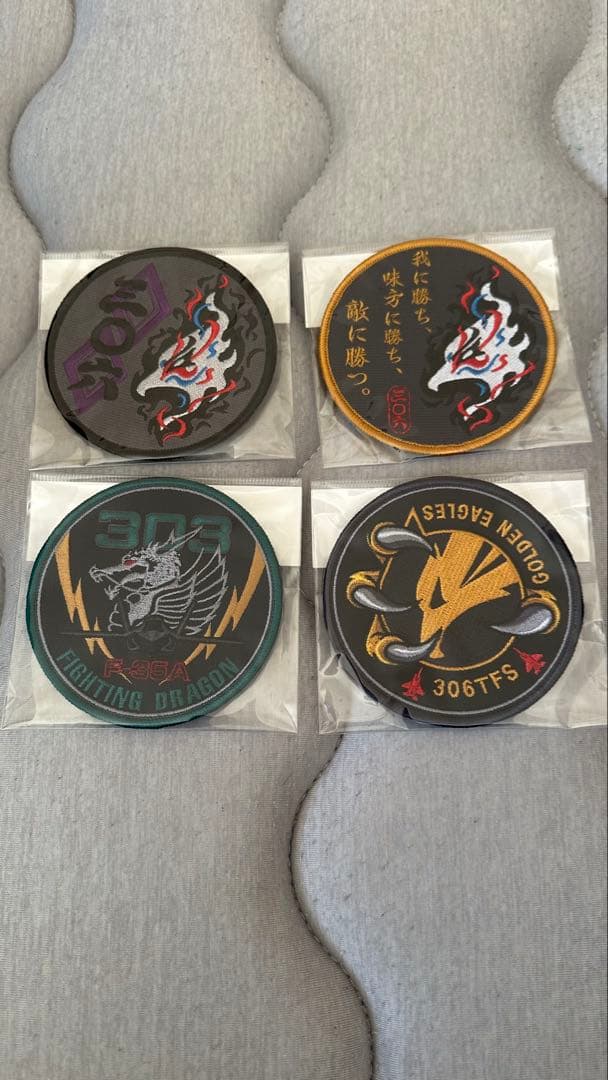 三〇六
我に勝ち、
味方に勝ち、
敵に勝つ。
三〇六
303
F-35A
FIGHTING DRAGON
GOLDEN EAGLES
306TFS